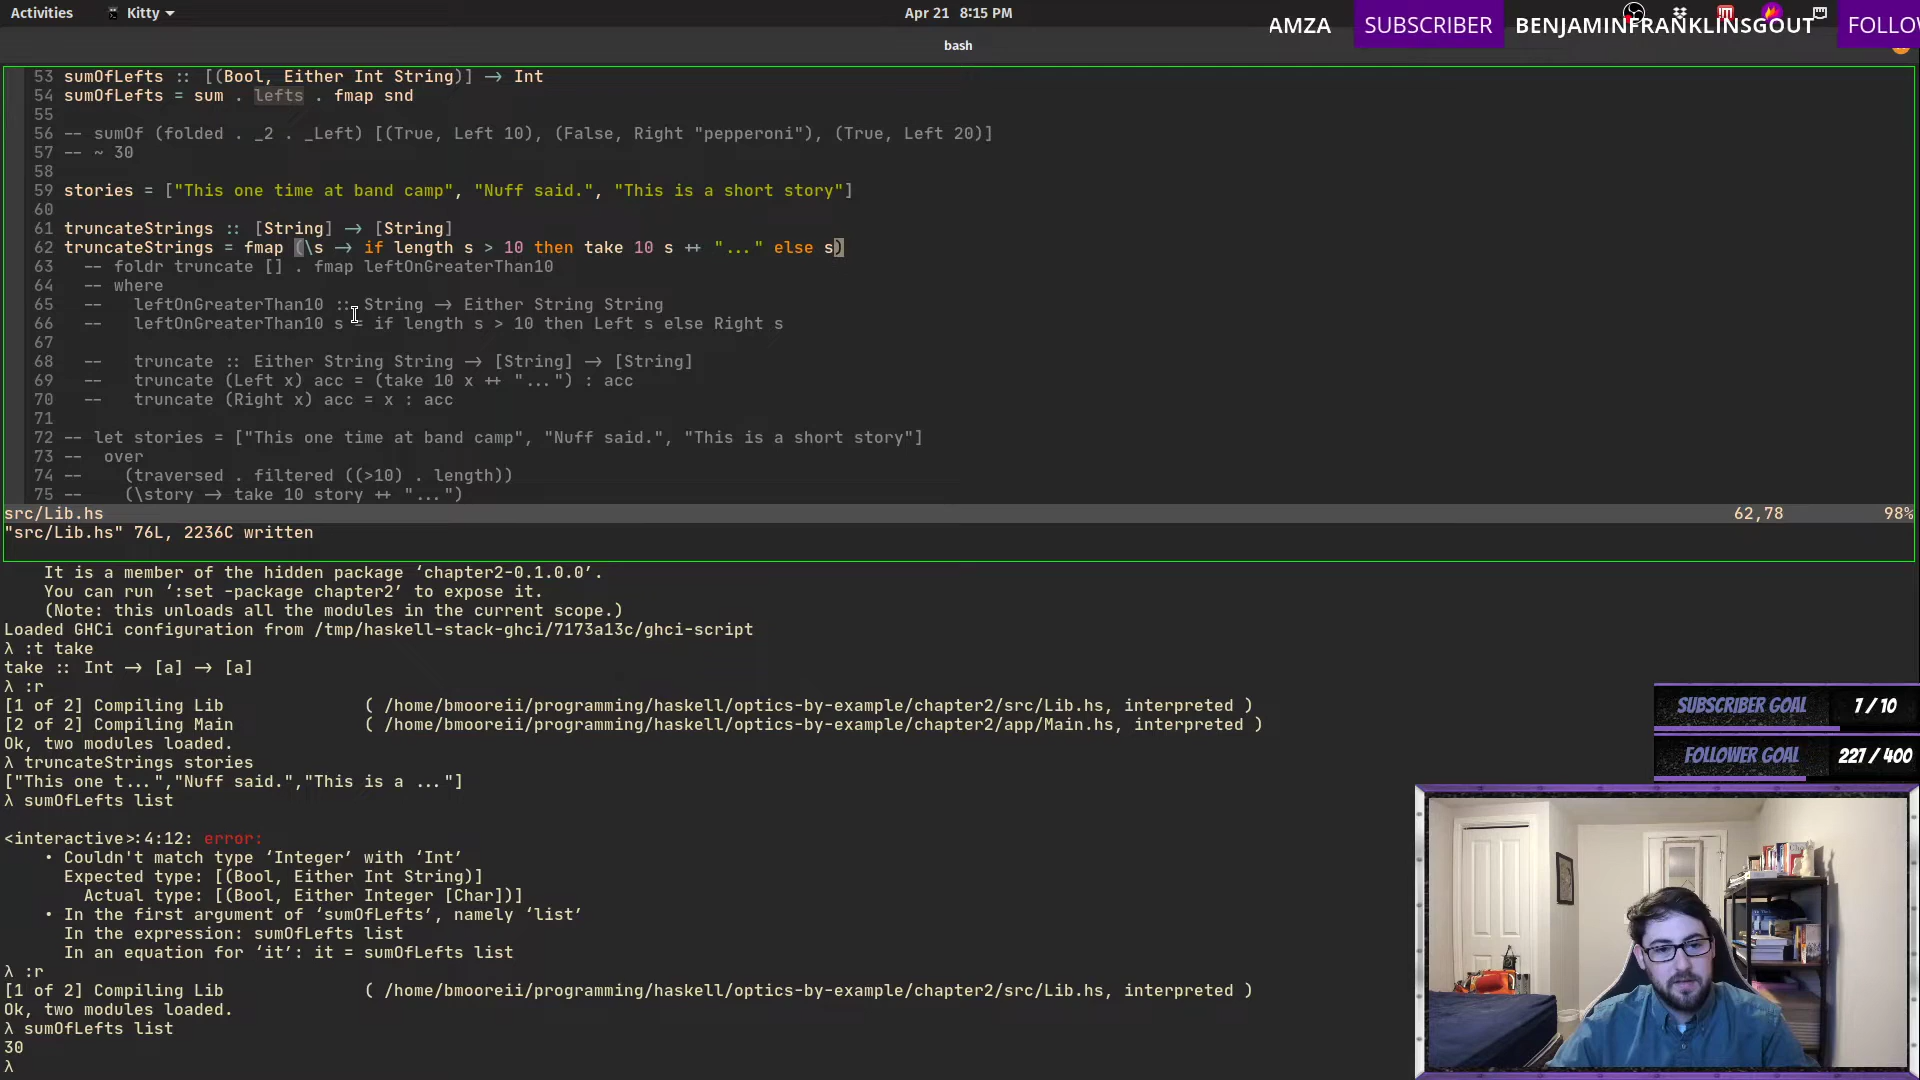 Activities
Kitty
Apr 21 8:15 PM
AMZA SUBSCRIBER BENJAMINFRANKLINSGOUT FOLLO
bash
53 sumOfLefts :: [(Bool, Either Int String)] → Int
54 sumOfLefts = sum . lefts . fmap snd
55
56 -- sumOf (folded . _2 . _Left) [(True, Left 10), (False, Right "pepperoni"), (True, Left 20)]
57 -- ~ 30
58
59 stories = ["This one time at band camp", "Nuff said.", "This is a short story"]
60
61 truncateStrings :: [String] → [String]
62 truncateStrings = fmap (\s → if length s > 10 then take 10 s ++ "..." else s)
63   -- foldr truncate [] . fmap leftOnGreaterThan10
64   -- where
65   --   leftOnGreaterThan10 :: String → Either String String
66   --   leftOnGreaterThan10 s = if length s > 10 then Left s else Right s
67
68   --   truncate :: Either String String → [String] → [String]
69   --   truncate (Left x) acc = (take 10 x ++ "...") : acc
70   --   truncate (Right x) acc = x : acc
71
72 -- let stories = ["This one time at band camp", "Nuff said.", "This is a short story"]
73 --  over
74 --    (traversed . filtered ((>10) . length))
75 --    (\story → take 10 story ++ "...")
src/Lib.hs 62,78 98%
"src/Lib.hs" 76L, 2236C written
It is a member of the hidden package ‘chapter2-0.1.0.0’.
You can run ‘:set -package chapter2’ to expose it.
(Note: this unloads all the modules in the current scope.)
Loaded GHCi configuration from /tmp/haskell-stack-ghci/7173a13c/ghci-script
λ :t take
take :: Int → [a] → [a]
λ :r
[1 of 2] Compiling Lib ( /home/bmooreii/programming/haskell/optics-by-example/chapter2/src/Lib.hs, interpreted )
[2 of 2] Compiling Main ( /home/bmooreii/programming/haskell/optics-by-example/chapter2/app/Main.hs, interpreted )
Ok, two modules loaded.
λ truncateStrings stories
["This one t...","Nuff said.","This is a ..."]
λ sumOfLefts list
<interactive>:4:12: error:
• Couldn't match type ‘Integer’ with ‘Int’
Expected type: [(Bool, Either Int String)]
Actual type: [(Bool, Either Integer [Char])]
• In the first argument of ‘sumOfLefts’, namely ‘list’
In the expression: sumOfLefts list
In an equation for ‘it’: it = sumOfLefts list
λ :r
[1 of 2] Compiling Lib ( /home/bmooreii/programming/haskell/optics-by-example/chapter2/src/Lib.hs, interpreted )
Ok, two modules loaded.
λ sumOfLefts list
30
λ
SUBSCRIBER GOAL 7 / 10
FOLLOWER GOAL 227 / 400